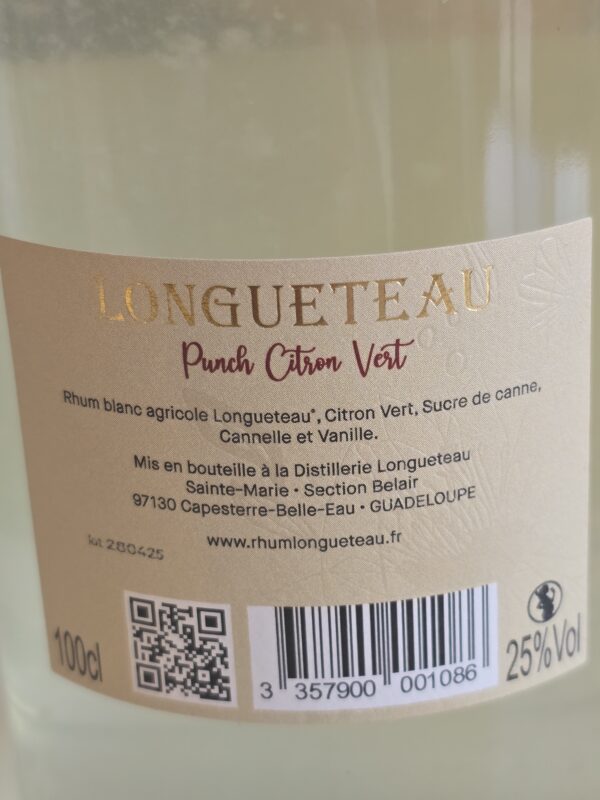 LONGUETEAU
Punch Citron Vert
Rhum blanc agricole Longueteau*, Citron Vert, Sucre de canne,
Cannelle et Vanille.
Mis en bouteille à la Distillerie Longueteau
Sainte-Marie • Section Belair
97130 Capesterre-Belle-Eau • GUADELOUPE
www.rhumlongueteau.fr
lot 280425
100cl
3 357900 001086
25%Vol